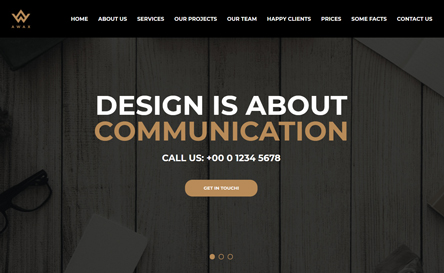 HOME ABOUT US SERVICES OUR PROJECTS OUR TEAM HAPPY CLIENTS PRICES SOME FACTS CONTACT US
AWAX
DESIGN IS ABOUT
COMMUNICATION
CALL US: +00 0 1234 5678
GET IN TOUCH!